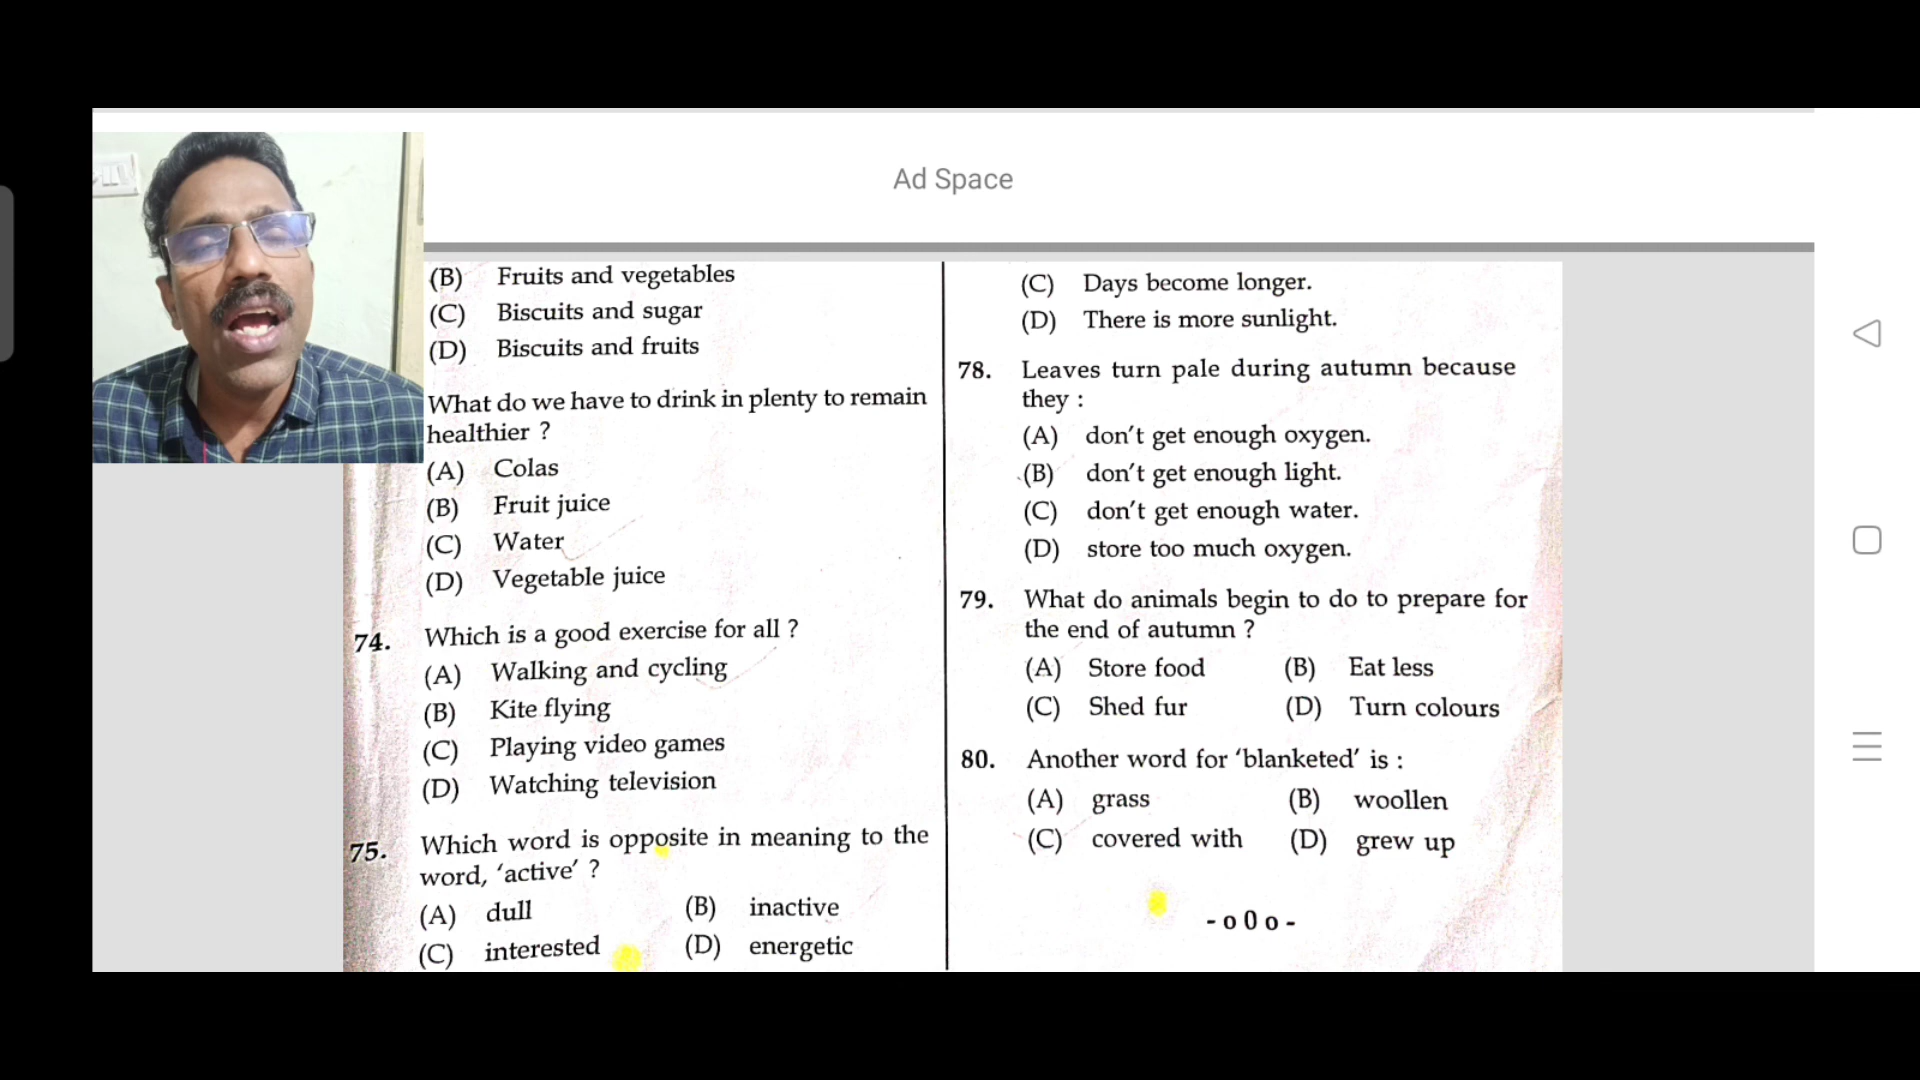 Ad Space
(B) Fruits and vegetables
(C) Biscuits and sugar
(D) Biscuits and fruits
What do we have to drink in plenty to remain
healthier ?
(A) Colas
(B) Fruit juice
(C) Water
(D) Vegetable juice
74. Which is a good exercise for all ?
(A) Walking and cycling
(B) Kite flying
(C) Playing video games
(D) Watching television
75. Which word is opposite in meaning to the
word, 'active' ?
(A) dull (B) inactive
(C) interested (D) energetic
(C) Days become longer.
(D) There is more sunlight.
78. Leaves turn pale during autumn because
they :
(A) don't get enough oxygen.
(B) don't get enough light.
(C) don't get enough water.
(D) store too much oxygen.
79. What do animals begin to do to prepare for
the end of autumn ?
(A) Store food (B) Eat less
(C) Shed fur (D) Turn colours
80. Another word for 'blanketed' is :
(A) grass (B) woollen
(C) covered with (D) grew up
- o 0 o -